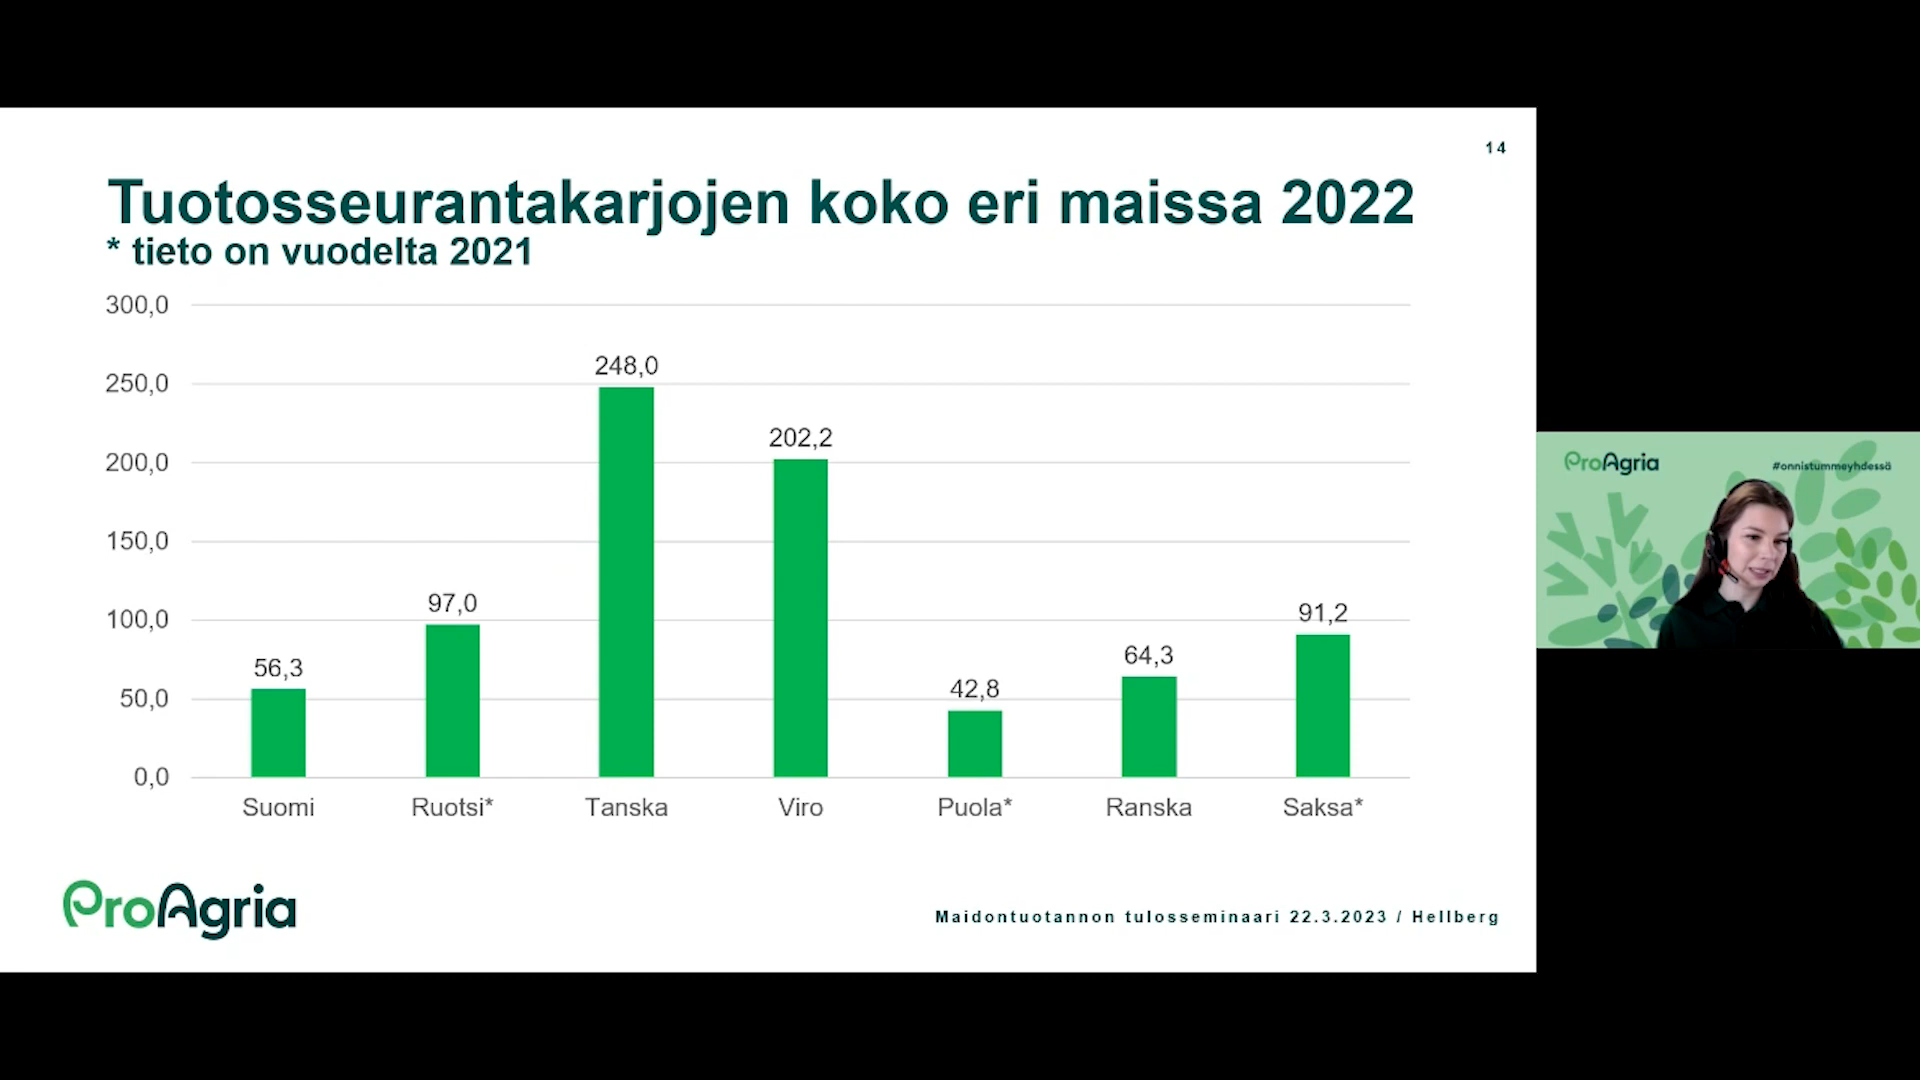 14
Tuotosseurantakarjojen koko eri maissa 2022
* tieto on vuodelta 2021
300,0
250,0
200,0
150,0
100,0
50,0
0,0
56,3
97,0
248,0
202,2
42,8
64,3
91,2
Suomi
Ruotsi*
Tanska
Viro
Puola*
Ranska
Saksa*
ProAgria
Maidontuotannon tulosseminaari 22.3.2023 / Hellberg
ProAgria
#onnistummeyhdessä